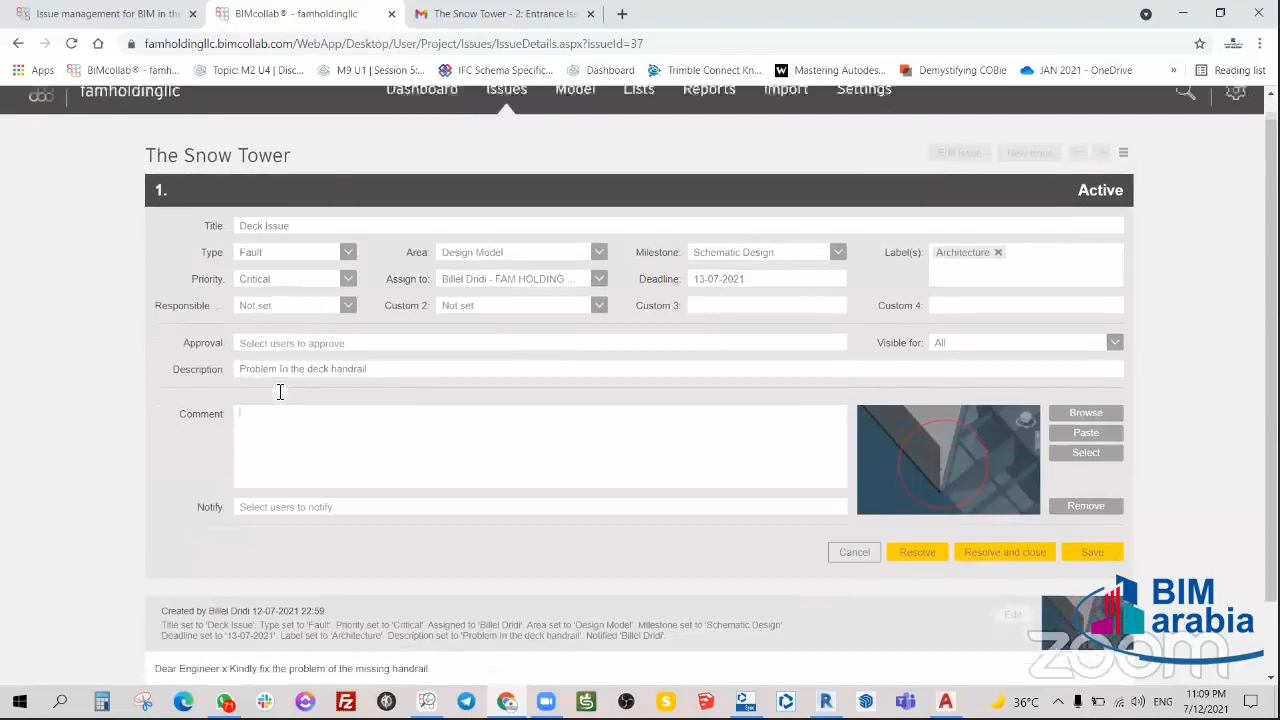 Issue management for BIM in the
BIMcollab® - famholdingllc
The Snow Tower - 2: Entrance Iss
famholdingllc.bimcollab.com/WebApp/Desktop/User/Project/Issues/IssueDetails.aspx?issueId=37
Apps BIMcollab® - famh... Topic: M2 U4 | Disc... M9 U1 | Session 5:... IFC Schema Specific... Dashboard Trimble Connect Kn... Mastering Autodes... Demystifying COBie JAN 2021 - OneDrive » Reading list
famholdingllc Dashboard Issues Model Lists Reports Import Settings
The Snow Tower
Edit issue New issue
1. Active
Title: Deck Issue
Type: Fault Area: Design Model Milestone: Schematic Design Label(s): Architecture
Priority: Critical Assign to: Billel Dridi - FAM HOLDING ... Deadline: 13-07-2021
Responsible ... Not set Custom 2: Not set Custom 3: Custom 4:
Approval: Select users to approve Visible for: All
Description: Problem in the deck handrail
Comment: Browse
Paste
Select
Notify: Select users to notify Remove
Cancel Resolve Resolve and close Save
Created by Billel Dridi 12-07-2021 22:59 Edit
Title set to 'Deck Issue'. Type set to 'Fault'. Priority set to 'Critical'. Assigned to 'Billel Dridi'. Area set to 'Design Model'. Milestone set to 'Schematic Design'.
Deadline set to '13-07-2021'. Label set to 'Architecture'. Description set to 'Problem in the deck handrail'. Notified 'Billel Dridi'.
Dear Engineer x Kindly fix the problem of the missing handrail.
BIM
arabia
zoom
36°C ENG 11:09 PM
7/12/2021